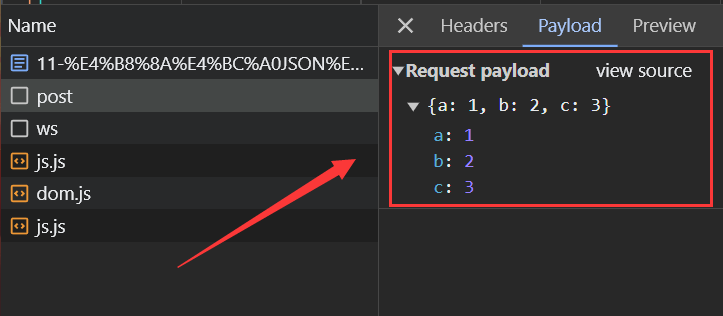 Name
11-%E4%B8%8A%E4%BC%A0JSON%E...
post
ws
js.js
dom.js
js.js
Headers Payload Preview
Request payload view source
{a: 1, b: 2, c: 3}
a: 1
b: 2
c: 3